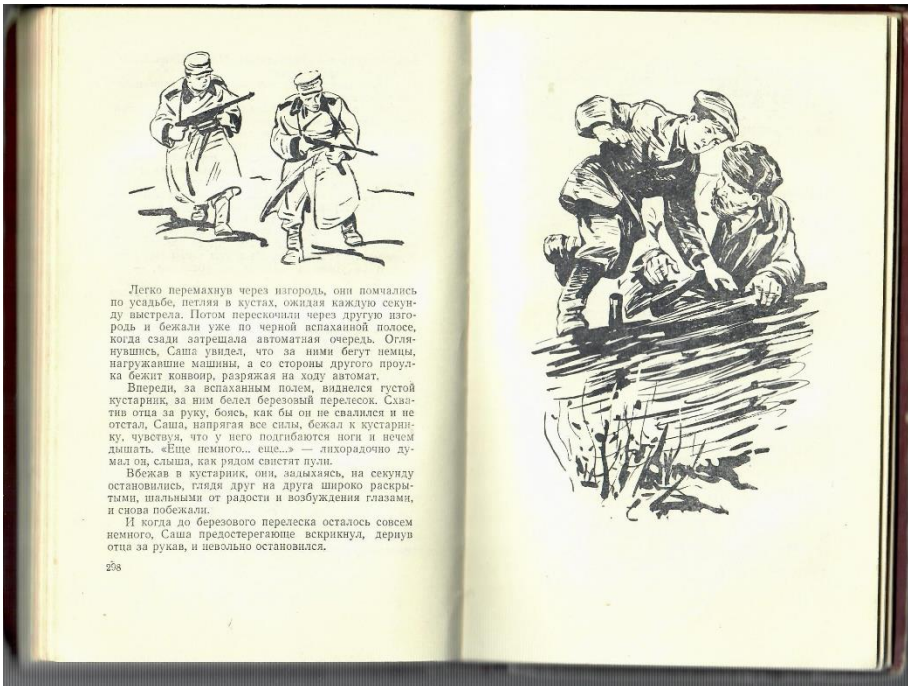 Легко перемахнув через изгородь, они помчались
по усадьбе, петляя в кустах, ожидая каждую секун-
ду выстрела. Потом перескочили через другую изго-
родь и бежали уже по черной вспаханной полосе,
когда сзади затрещала автоматная очередь. Огля-
нувшись, Саша увидел, что за ними бегут немцы,
нагружавшие машины, а со стороны другого проул-
ка бежит конвоир, разряжая на ходу автомат.
Впереди, за вспаханным полем, виднелся густой
кустарник, за ним белел березовый перелесок. Схва-
тив отца за руку, боясь, как бы он не свалился и не
отстал, Саша, напрягая все силы, бежал к кустарни-
ку, чувствуя, что у него подгибаются ноги и нечем
дышать. «Еще немного... еще...» — лихорадочно ду-
мал он, слыша, как рядом свистят пули.
Вбежав в кустарник, они, задыхаясь, на секунду
остановились, глядя друг на друга широко раскры-
тыми, шальными от радости и возбуждения глазами,
и снова побежали.
И когда до березового перелеска осталось совсем
немного, Саша предостерегающе вскрикнул, дернув
отца за рукав, и невольно остановился.
208